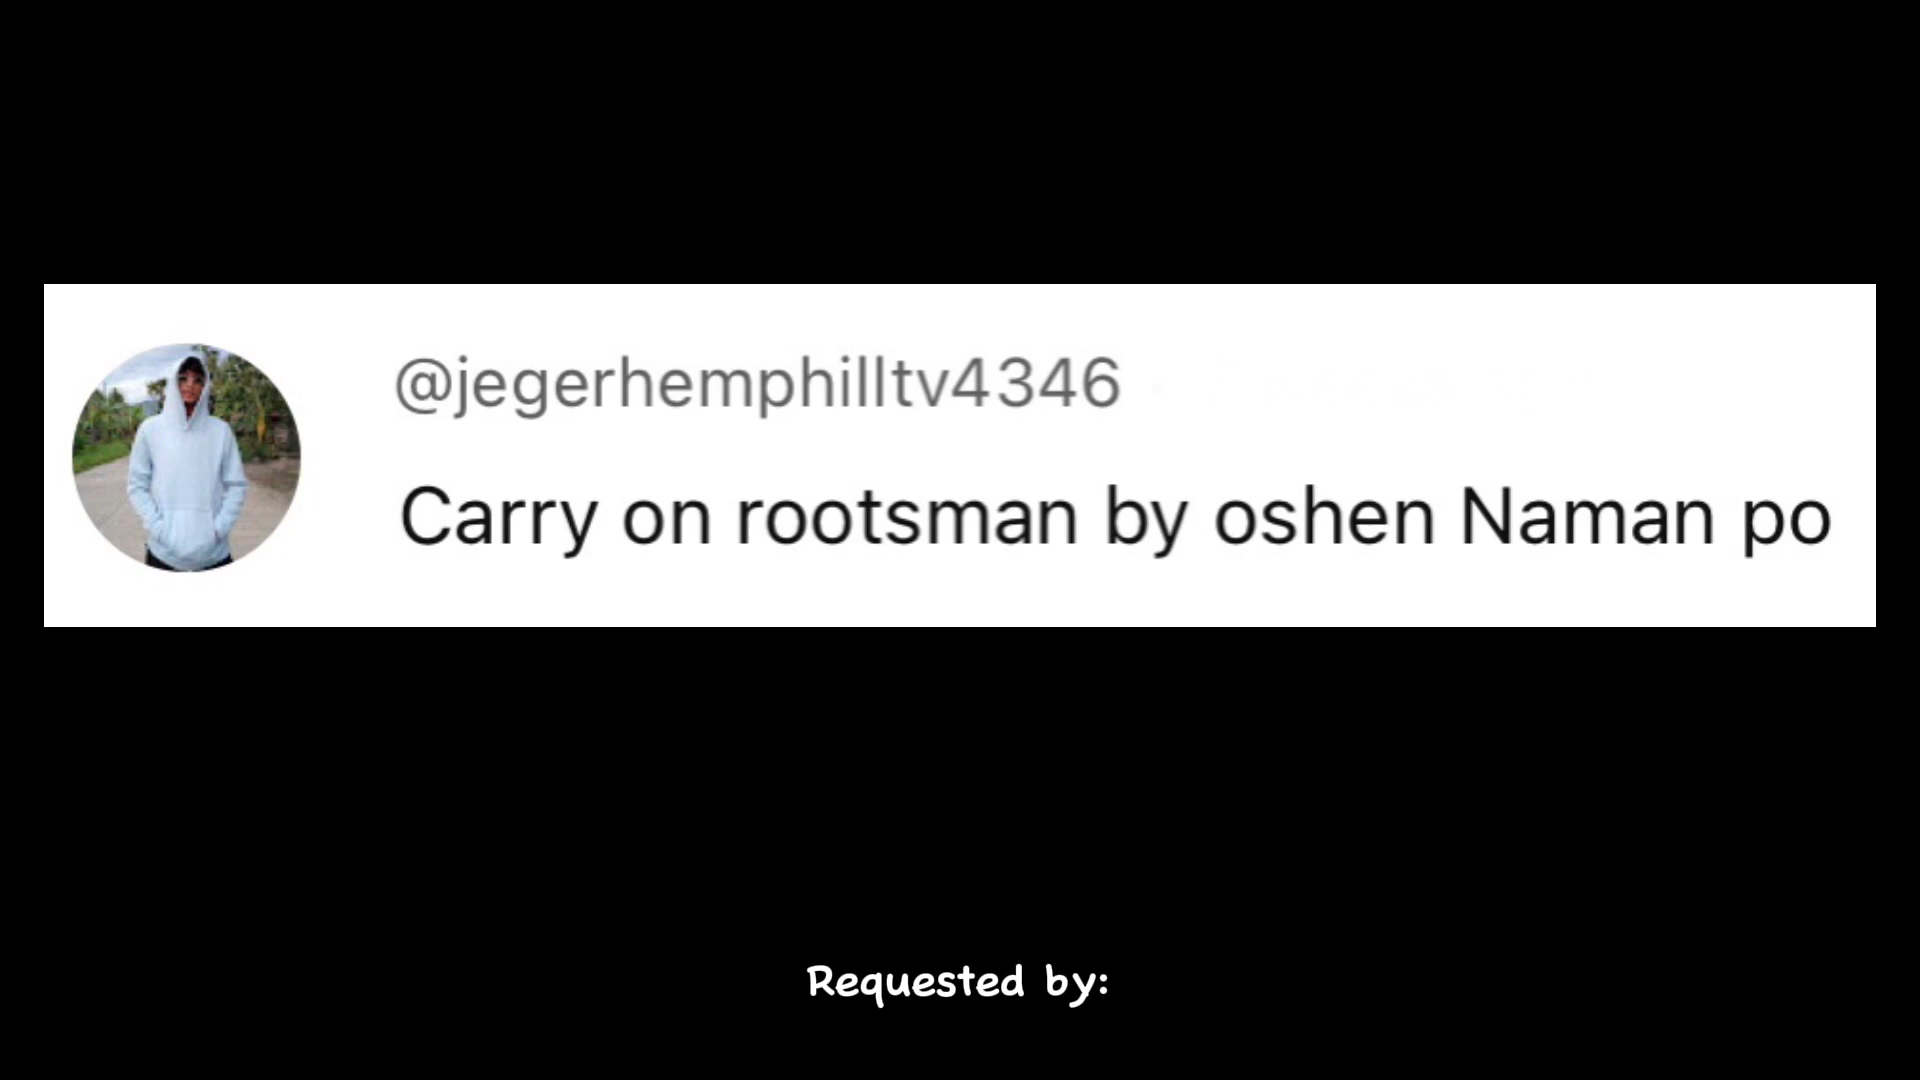 @jegerhemphilltv4346
Carry on rootsman by oshen Naman po
Requested by: